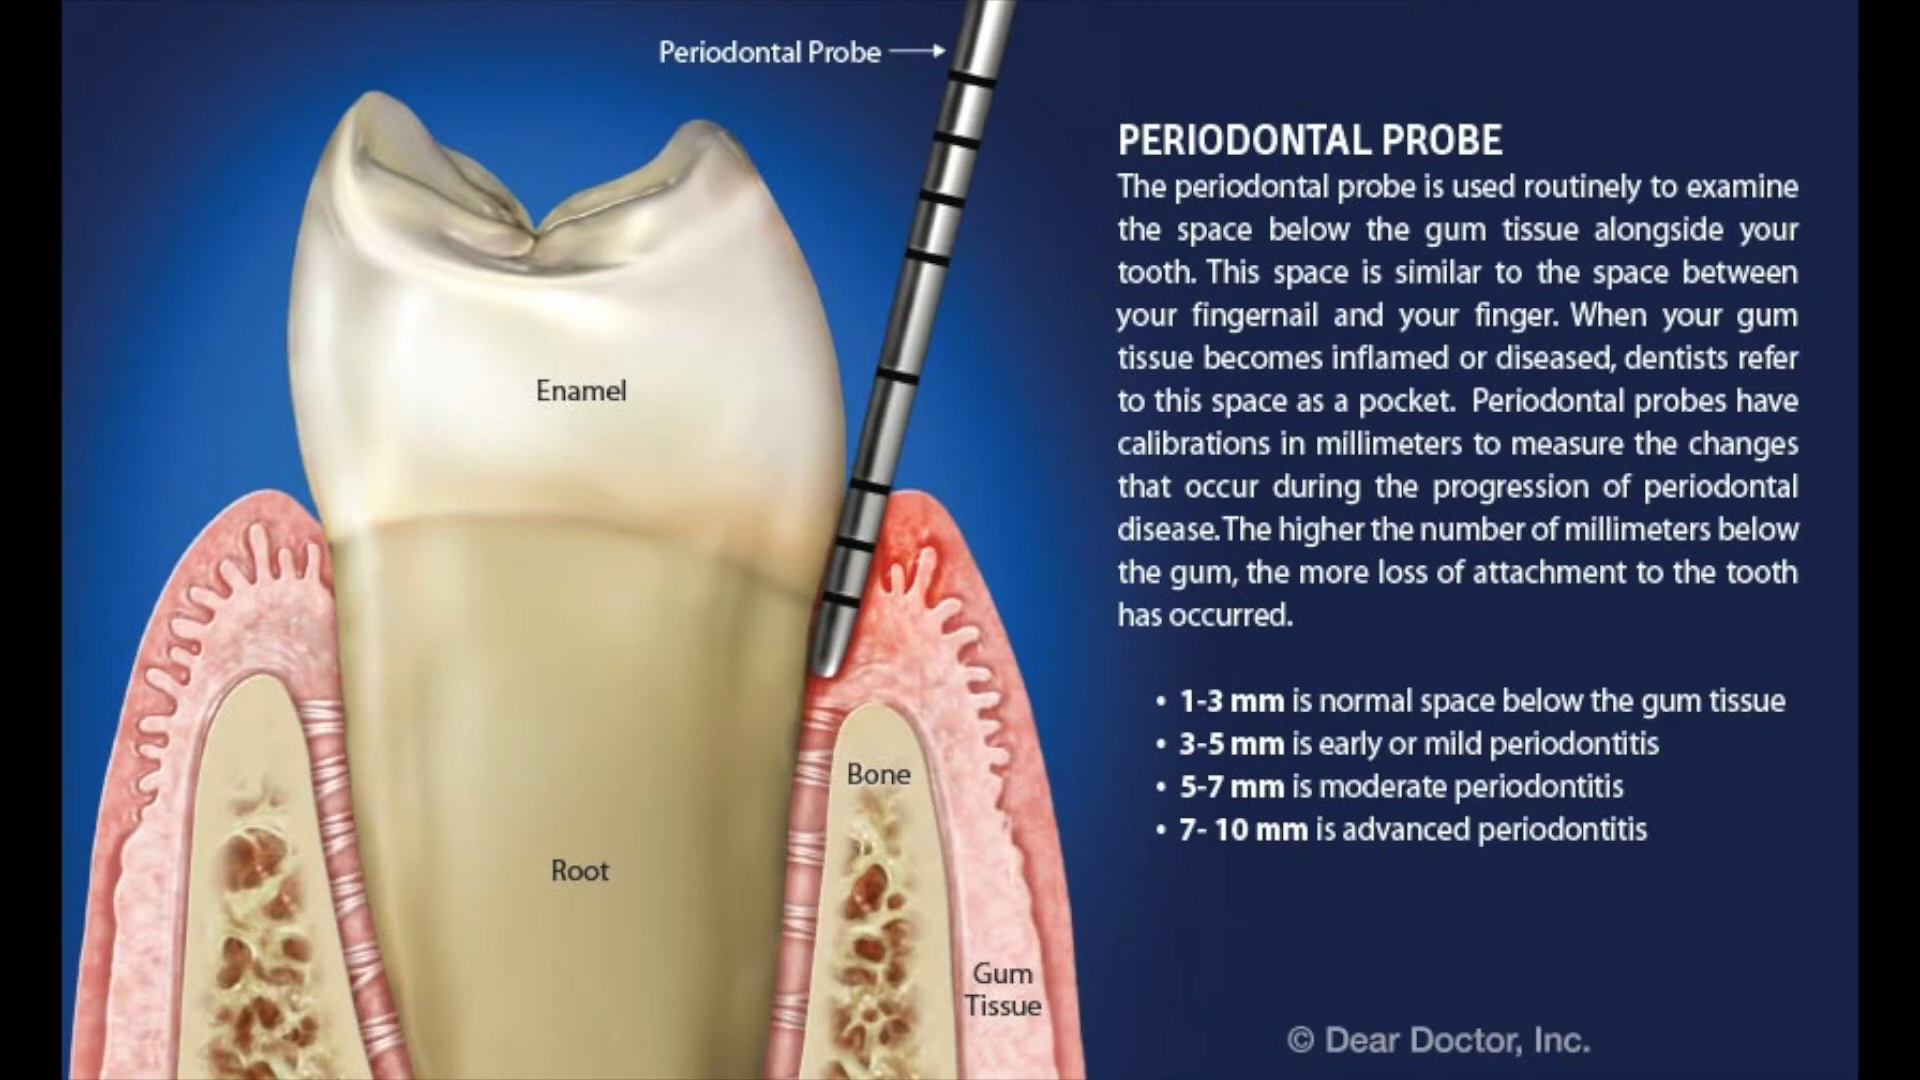 Periodontal Probe
PERIODONTAL PROBE
The periodontal probe is used routinely to examine
the space below the gum tissue alongside your
tooth. This space is similar to the space between
your fingernail and your finger. When your gum
tissue becomes inflamed or diseased, dentists refer
to this space as a pocket. Periodontal probes have
calibrations in millimeters to measure the changes
that occur during the progression of periodontal
disease.The higher the number of millimeters below
the gum, the more loss of attachment to the tooth
has occurred.
• 1-3 mm is normal space below the gum tissue
• 3-5 mm is early or mild periodontitis
• 5-7 mm is moderate periodontitis
• 7- 10 mm is advanced periodontitis
Enamel
Bone
Root
Gum
Tissue
© Dear Doctor, Inc.